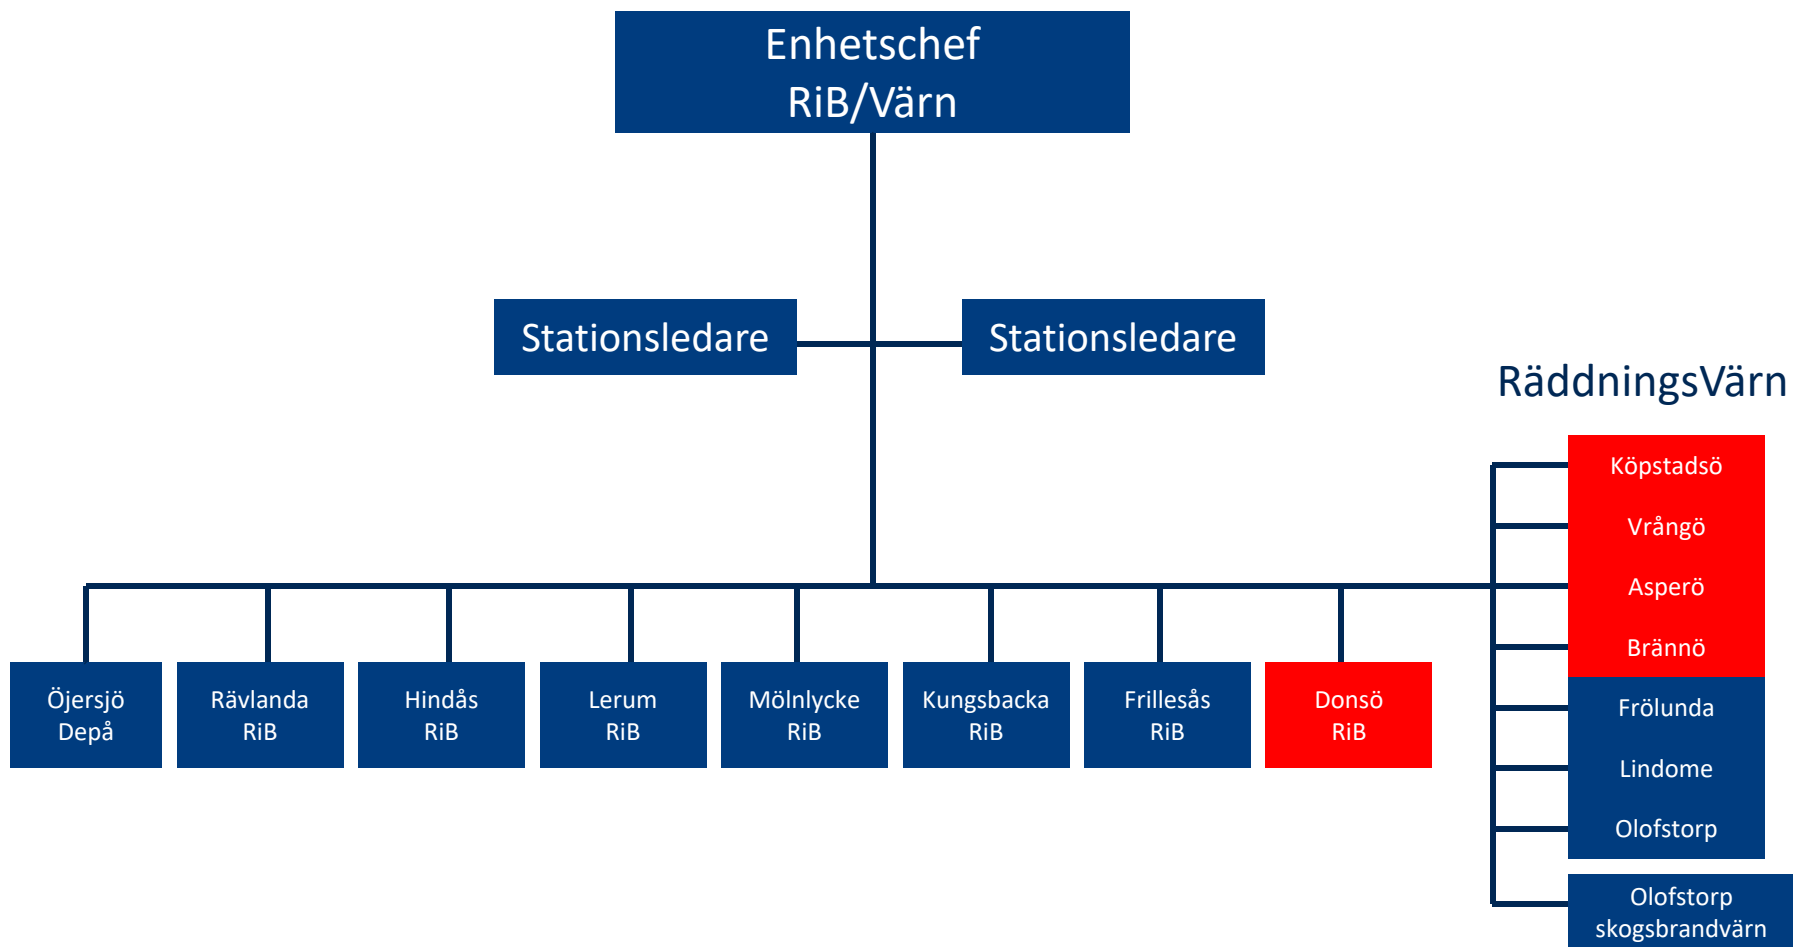 Enhetschef
RiB/Värn
Stationsledare
Stationsledare
RäddningsVärn
Köpstadsö
Vrångö
Asperö
Brännö
Frölunda
Lindome
Olofstorp
Olofstorp
skogsbrandvärn
Öjersjö
Depå
Rävlanda
RiB
Hindås
RiB
Lerum
RiB
Mölnlycke
RiB
Kungsbacka
RiB
Frillesås
RiB
Donsö
RiB